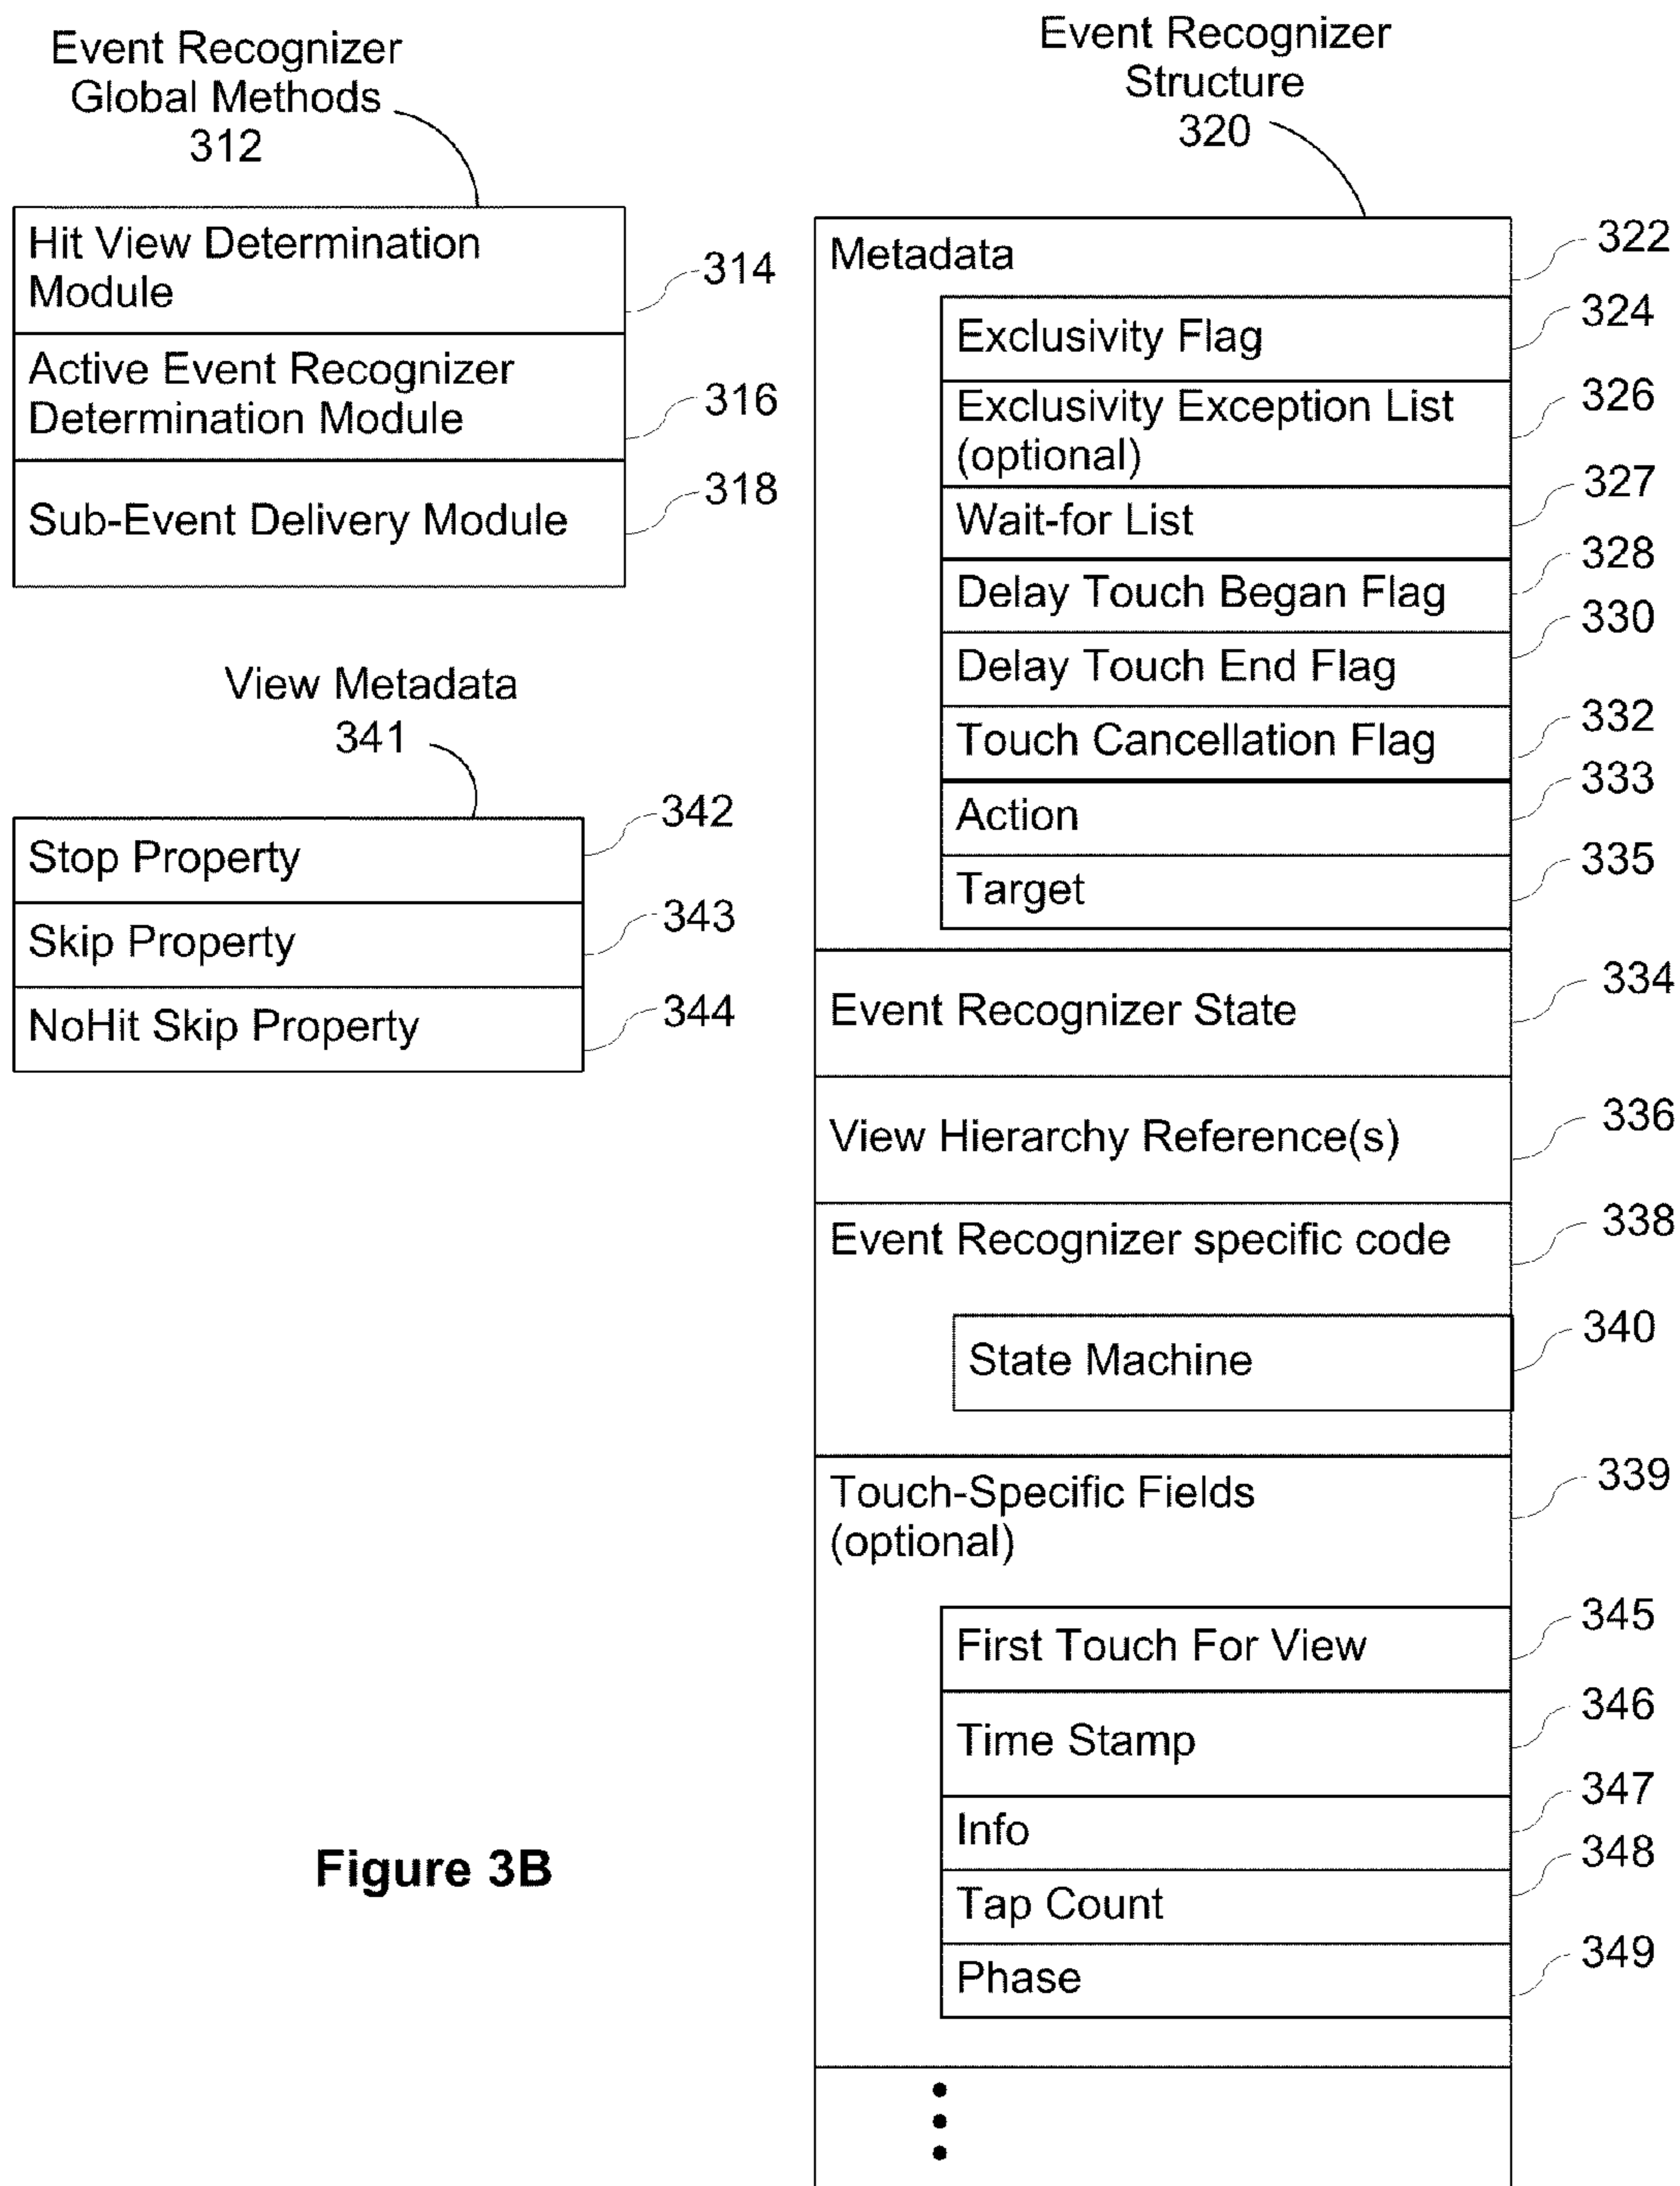 Event Recognizer
Global Methods
312
Hit View Determination
Module
314
Active Event Recognizer
Determination Module
316
Sub-Event Delivery Module
318
View Metadata
341
Stop Property
342
Skip Property
343
NoHit Skip Property
344
Event Recognizer
Structure
320
Metadata
322
Exclusivity Flag
324
Exclusivity Exception List
(optional)
326
Wait-for List
327
Delay Touch Began Flag
328
Delay Touch End Flag
330
Touch Cancellation Flag
332
Action
333
Target
335
Event Recognizer State
334
View Hierarchy Reference(s)
336
Event Recognizer specific code
338
State Machine
340
Touch-Specific Fields
(optional)
339
First Touch For View
345
Time Stamp
346
Info
347
Tap Count
348
Phase
349
Figure 3B